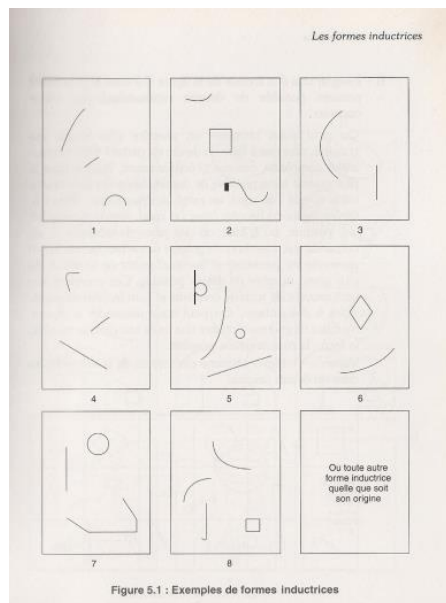 Les formes inductrices
1
2
3
4
5
6
7
8
Ou toute autre
forme inductrice
quelle que soit
son origine
Figure 5.1 : Exemples de formes inductrices